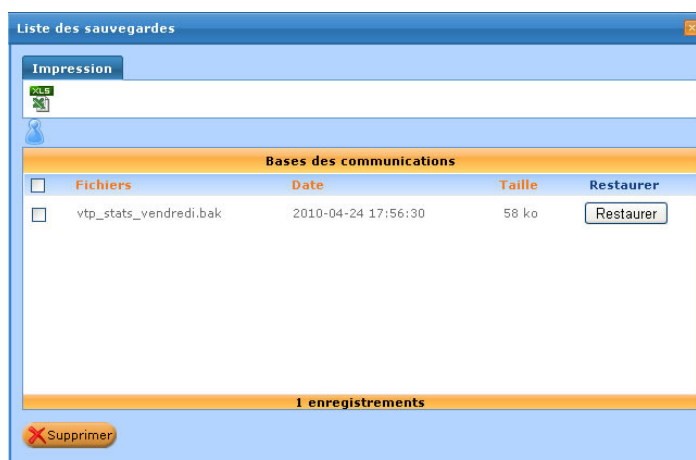 Liste des sauvegardes
Impression
XLS
Bases des communications
Fichiers Date Taille Restaurer
vtp_stats_vendredi.bak 2010-04-24 17:56:30 58 ko Restaurer
1 enregistrements
Supprimer